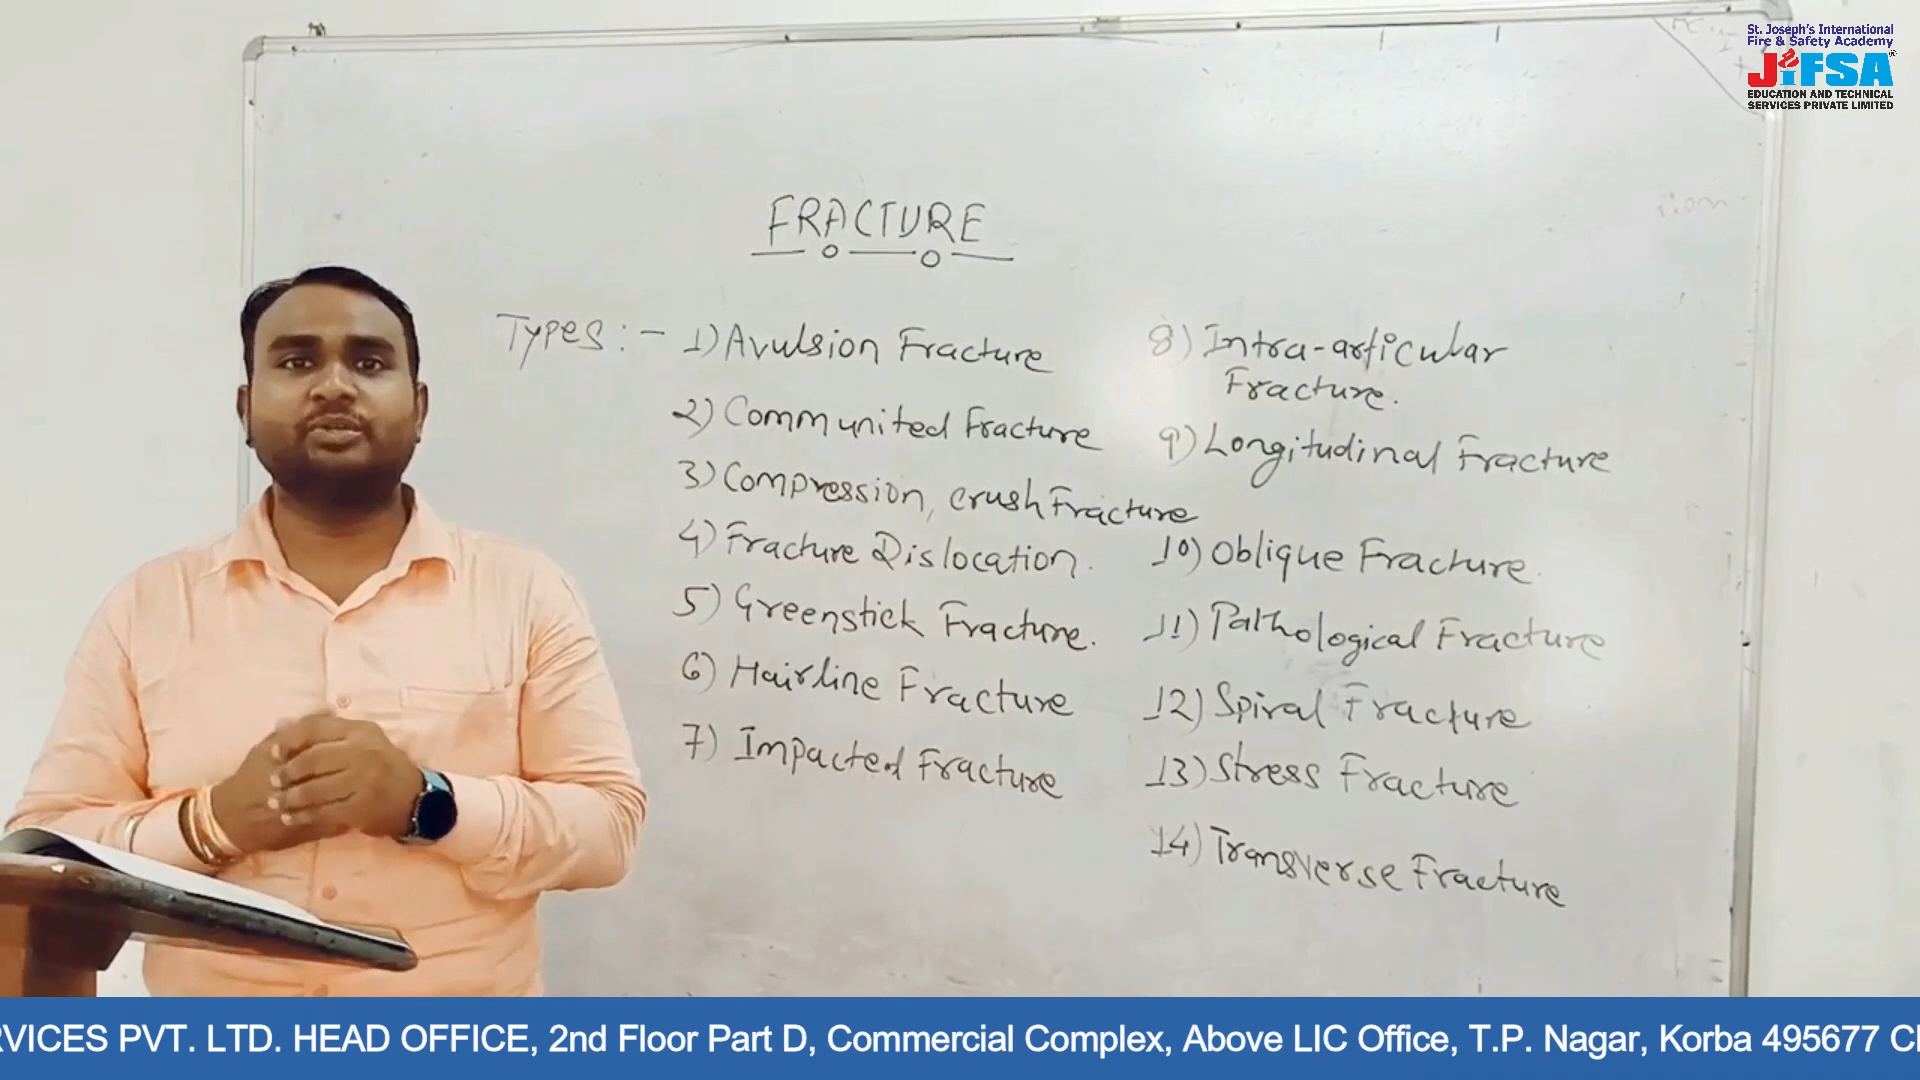 St. Joseph's International
Fire & Safety Academy
JiFSA
EDUCATION AND TECHNICAL
SERVICES PRIVATE LIMITED
FRACTURE
Types :- 1) Avulsion Fracture
2) Communited Fracture
3) Compression, crush Fracture
4) Fracture Dislocation.
5) Greenstick Fracture.
6) Hairline Fracture
7) Impacted Fracture
8) Intra-articular
Fracture.
9) Longitudinal Fracture
10) Oblique Fracture.
11) Pathological Fracture
12) Spiral Fracture
13) Stress Fracture
14) Transverse Fracture
RVICES PVT. LTD. HEAD OFFICE, 2nd Floor Part D, Commercial Complex, Above LIC Office, T.P. Nagar, Korba 495677 C